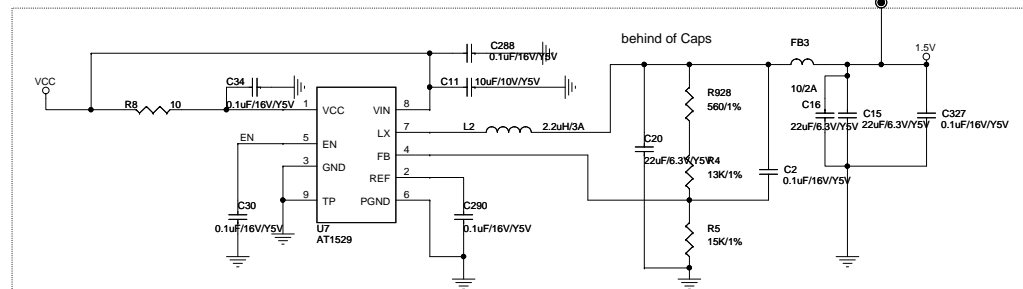 behind of Caps
FB3
1.5V
C288
0.1uF/16V/Y5V
VCC
C34
0.1uF/16V/Y5V
C11
10uF/10V/Y5V
R8
10
1
VCC
VIN
8
R928
560/1%
10/2A
C16
22uF/6.3V/Y5V
C15
22uF/6.3V/Y5V
C327
0.1uF/16V/Y5V
LX
7
L2
2.2uH/3A
EN
5
EN
C20
22uF/6.3V/Y5V
FB
4
3
GND
R4
13K/1%
C2
0.1uF/16V/Y5V
REF
2
9
TP
PGND
6
C30
0.1uF/16V/Y5V
C290
0.1uF/16V/Y5V
U7
AT1529
R5
15K/1%